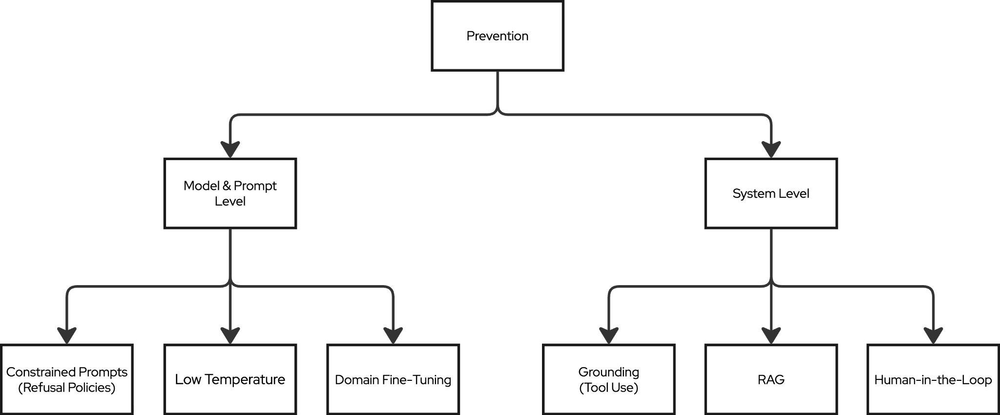 Prevention
Model & Prompt
Level
System Level
Constrained Prompts
(Refusal Policies)
Low Temperature
Domain Fine-Tuning
Grounding
(Tool Use)
RAG
Human-in-the-Loop